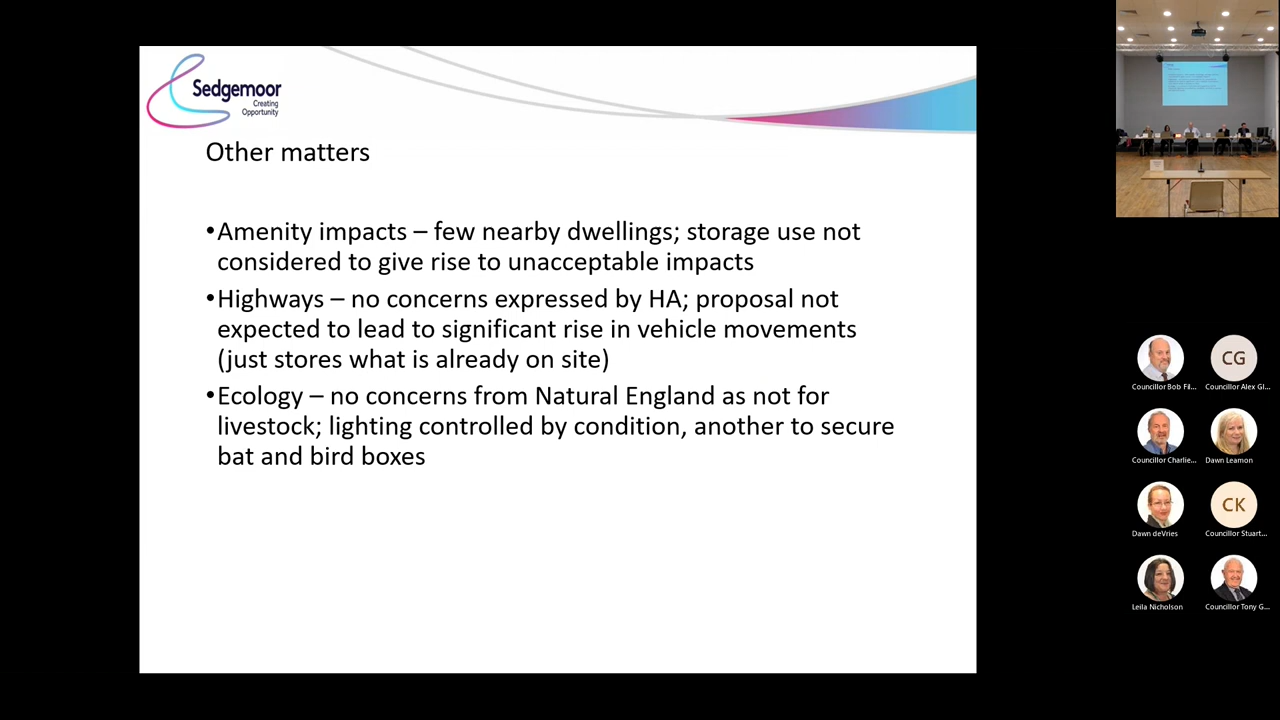 Sedgemoor
Creating
Opportunity
Other matters
•Amenity impacts – few nearby dwellings; storage use not
considered to give rise to unacceptable impacts
•Highways – no concerns expressed by HA; proposal not
expected to lead to significant rise in vehicle movements
(just stores what is already on site)
•Ecology – no concerns from Natural England as not for
livestock; lighting controlled by condition, another to secure
bat and bird boxes
CG
Councillor Bob Fil...
Councillor Alex Gl...
Councillor Charlie...
Dawn Leamon
CK
Dawn deVries
Councillor Stuart...
Leila Nicholson
Councillor Tony G...